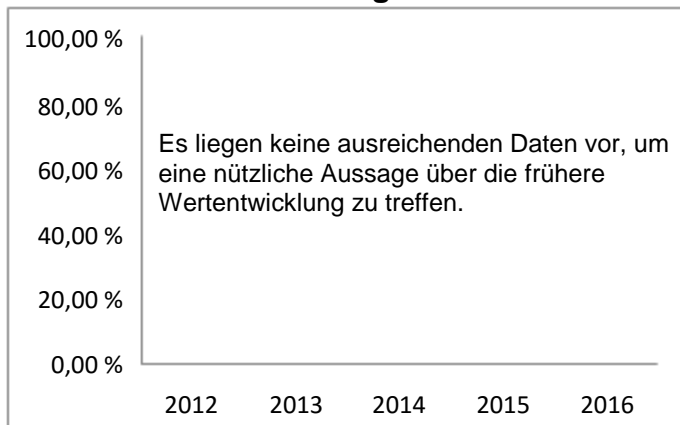 100,00 %
80,00 %
Es liegen keine ausreichenden Daten vor, um
60,00 %
eine nützliche Aussage über die frühere
Wertentwicklung zu treffen.
40,00 %
20,00 %
0,00 %
2012 2013 2014 2015 2016